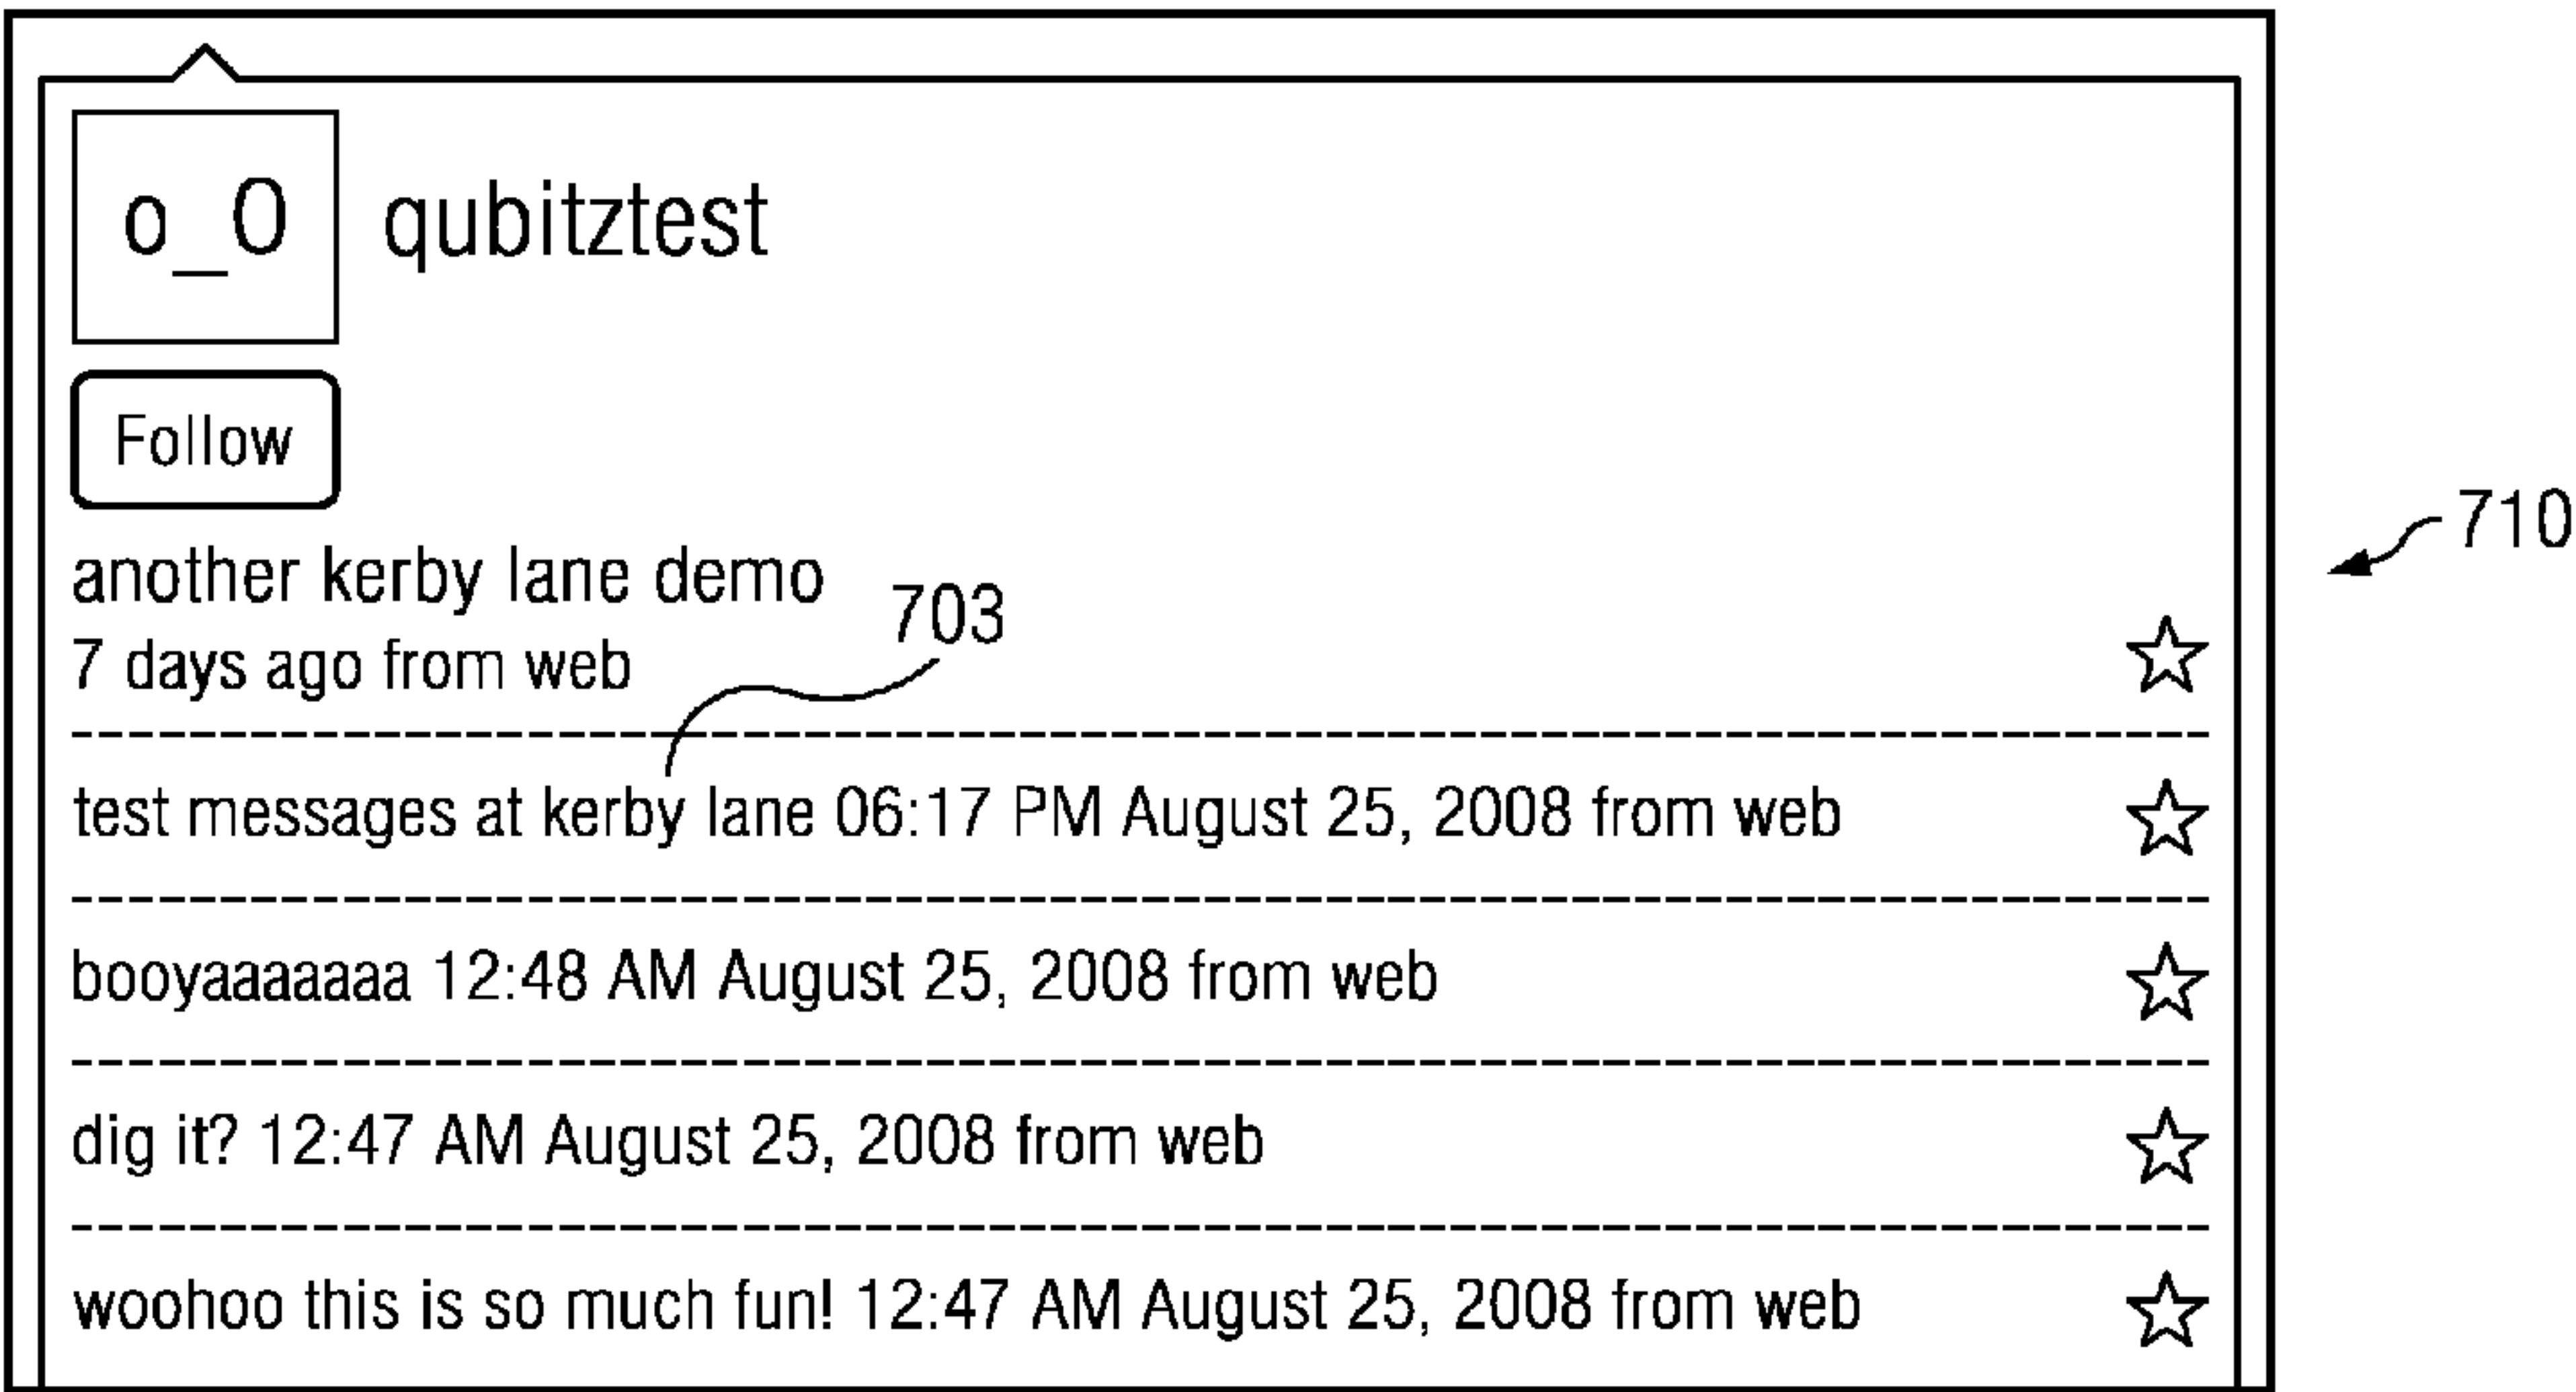 o_O qubitztest
Follow
710
another kerby lane demo
703
7 days ago from web
test messages at kerby lane 06:17 PM August 25, 2008 from web
booyaaaaaaa 12:48 AM August 25, 2008 from web
dig it? 12:47 AM August 25, 2008 from web
woohoo this is so much fun! 12:47 AM August 25, 2008 from web